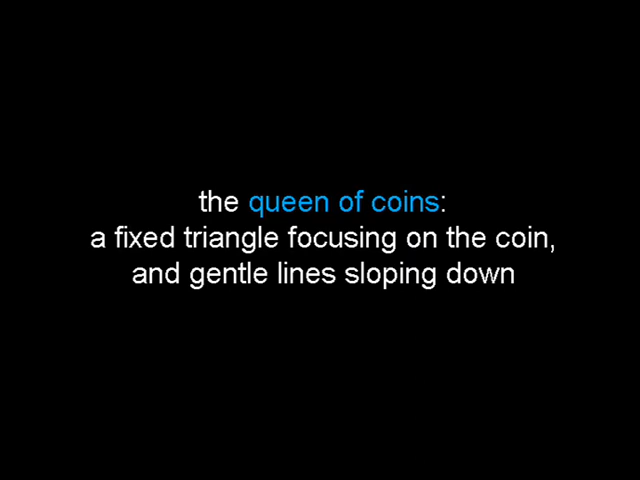 the queen of coins:
a fixed triangle focusing on the coin,
and gentle lines sloping down